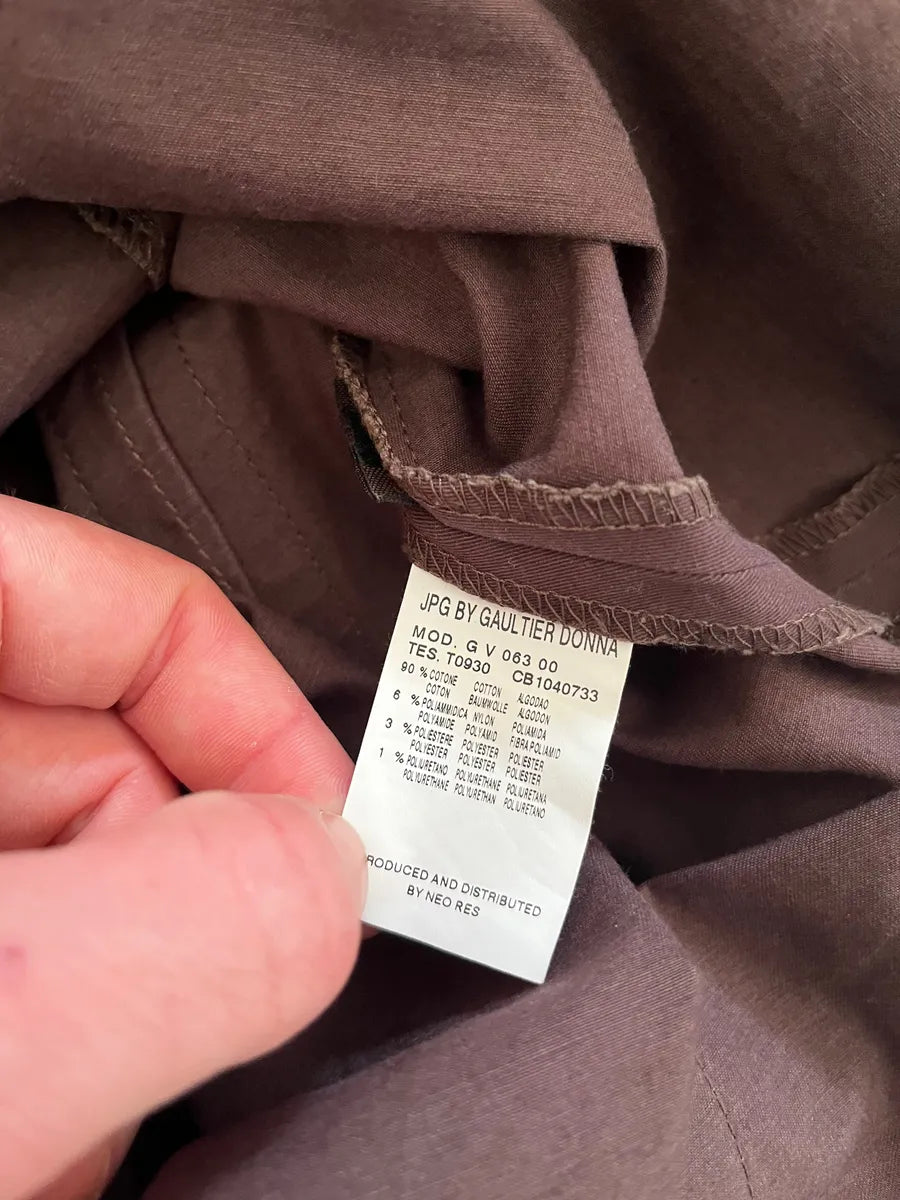 JPG BY GAULTIER DONNA
MOD. G V 063 00
TES. T0930 CB1040733
90 % COTONE COTTON ALGODAO
COTON BAUMWOLLE ALGODON
6 % POLIAMMIDICA NYLON POLIAMIDA
POLYAMIDE POLYAMID FIBRA POLIAMID
3 % POLIESTERE POLYESTER POLIESTER
POLYESTER POLYESTER POLIESTER
1 % POLIURETANO POLYURETHANE POLIURETANA
POLYURETHANE POLYURETHAN POLIURETANO
RODUCED AND DISTRIBUTED
BY NEO RES